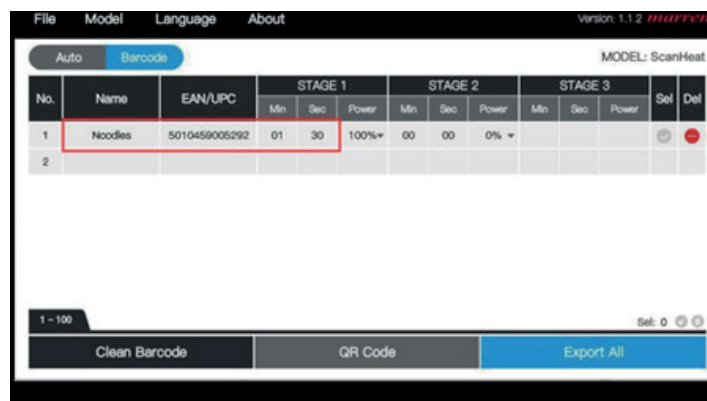 File Model Language About Version: 1.1.2 marren
Auto Barcode MODEL: ScanHeat
No. Name EAN/UPC STAGE 1 STAGE 2 STAGE 3 Sel Del
Min Sec Power Min Sec Power Min Sec Power
1 Noodles 5010459005292 01 30 100% 00 00 0%
2
1 - 100 Sel: 0
Clean Barcode QR Code Export All